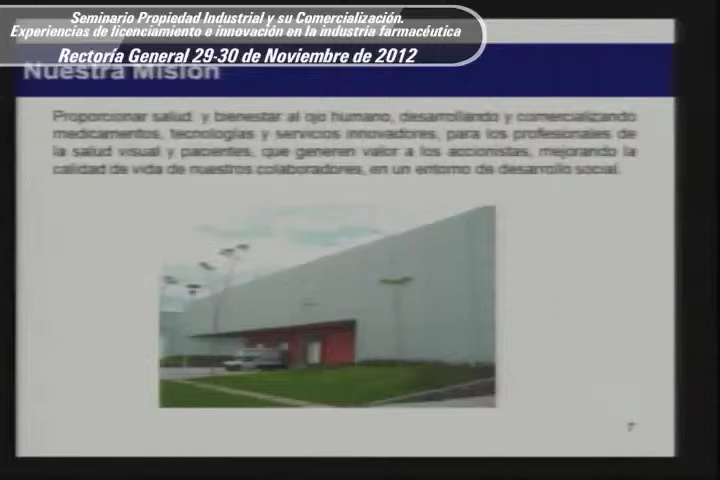 Seminario Propiedad Industrial y su Comercialización.
Experiencias de licenciamiento e innovación en la industria farmacéutica
Rectoría General 29-30 de Noviembre de 2012
Nuestra Misión
Proporcionar salud y bienestar al ojo humano, desarrollando y comercializando
medicamentos, tecnologías y servicios innovadores, para los profesionales de
la salud visual y pacientes, que generen valor a los accionistas, mejorando la
calidad de vida de nuestros colaboradores, en un entorno de desarrollo social.
7